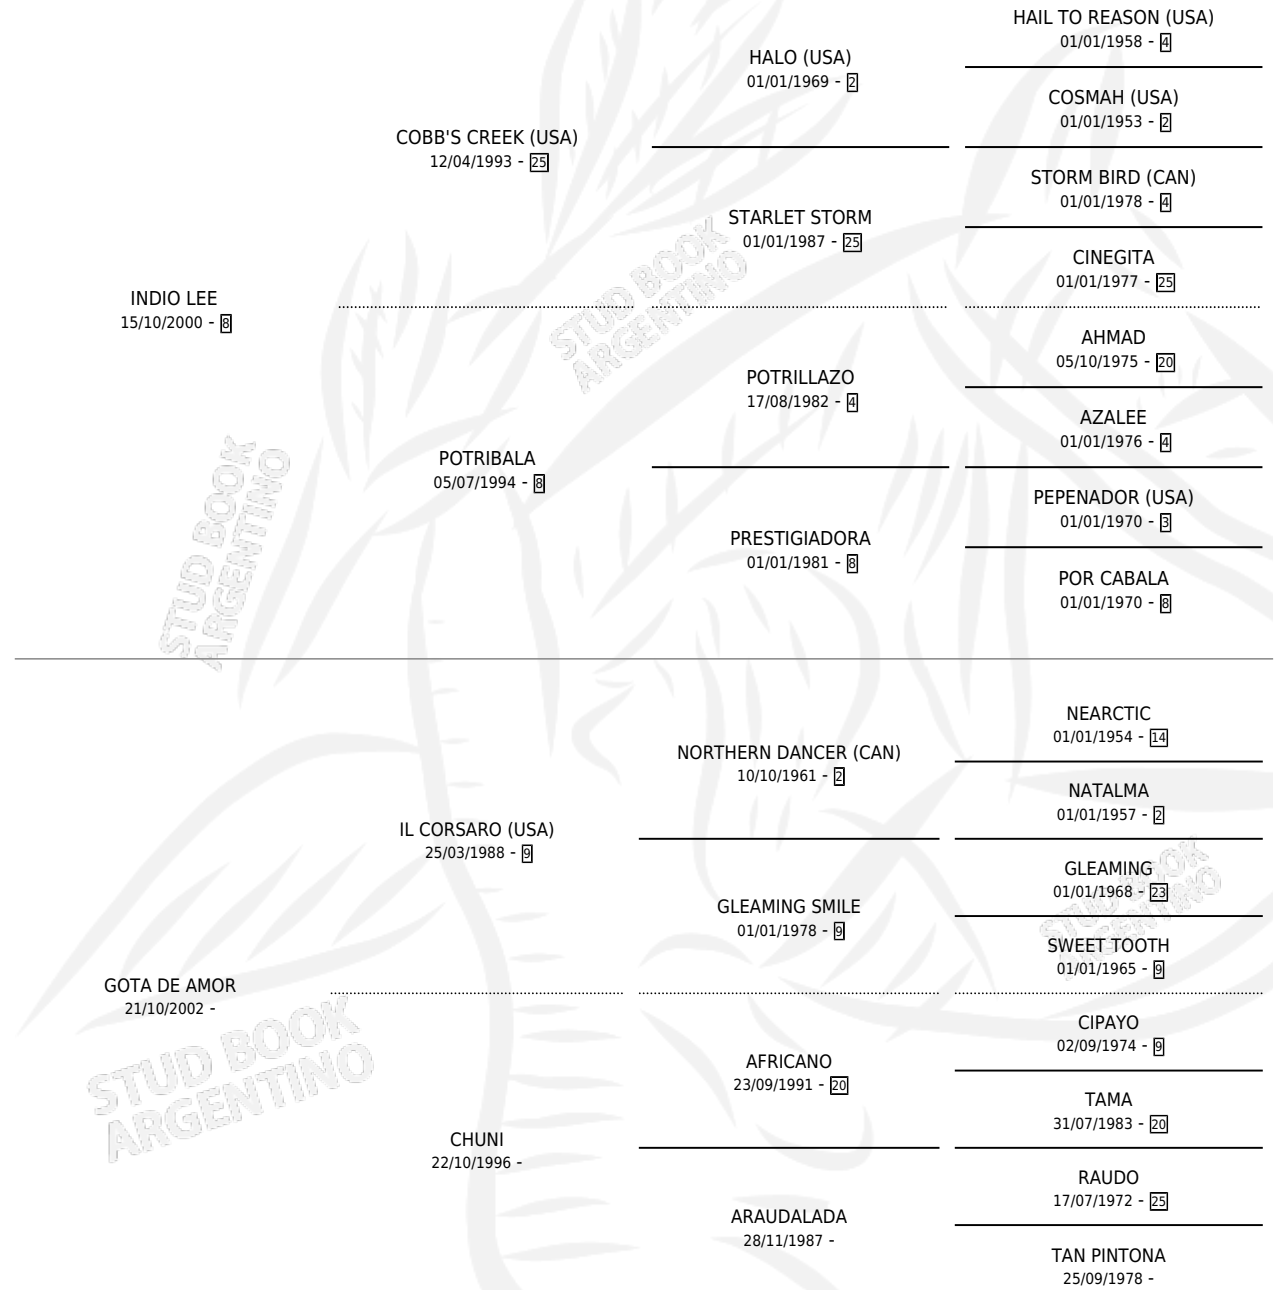 HAIL TO REASON (USA)
01/01/1958 - 4
HALO (USA)
01/01/1969 - 2
COSMAH (USA)
01/01/1953 - 2
COBB'S CREEK (USA)
12/04/1993 - 25
STORM BIRD (CAN)
01/01/1978 - 4
STARLET STORM
01/01/1987 - 25
CINEGITA
01/01/1977 - 25
INDIO LEE
15/10/2000 - 8
AHMAD
05/10/1975 - 20
POTRILLAZO
17/08/1982 - 4
AZALEE
01/01/1976 - 4
POTRIBALA
05/07/1994 - 8
PEPENADOR (USA)
01/01/1970 - 3
PRESTIGIADORA
01/01/1981 - 8
POR CABALA
01/01/1970 - 8
NEARCTIC
01/01/1954 - 14
NORTHERN DANCER (CAN)
10/10/1961 - 2
NATALMA
01/01/1957 - 2
IL CORSARO (USA)
25/03/1988 - 9
GLEAMING
01/01/1968 - 23
GLEAMING SMILE
01/01/1978 - 9
SWEET TOOTH
01/01/1965 - 9
GOTA DE AMOR
21/10/2002 -
CIPAYO
02/09/1974 - 9
AFRICANO
23/09/1991 - 20
TAMA
31/07/1983 - 20
CHUNI
22/10/1996 -
RAUDO
17/07/1972 - 25
ARAUDALADA
28/11/1987 -
TAN PINTONA
25/09/1978 -
STUD BOOK
ARGENTINO
STUD BOOK
ARGENTINO
STUD BOOK
ARGENTINO
STUD BOOK
ARGENTINO